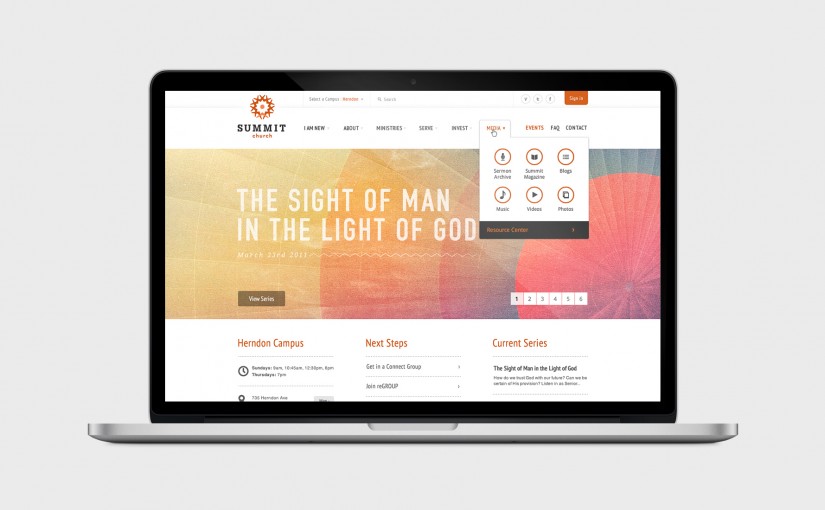 Select a Campus : Herndon
Search
Sign In
SUMMIT
church
I AM NEW
ABOUT
MINISTRIES
SERVE
INVEST
MEDIA
EVENTS
FAQ
CONTACT
Sermon
Archive
Summit
Magazine
Blogs
Music
Videos
Photos
Resource Center
THE SIGHT OF MAN
IN THE LIGHT OF GOD
March 23rd 2011
View Series
1 2 3 4 5 6
Herndon Campus
Sundays: 9am, 10:45am, 12:30pm, 6pm
Thursdays: 7pm
735 Herndon Ave
Next Steps
Get in a Connect Group
Join reGROUP
Current Series
The Sight of Man in the Light of God
How do we trust God with our future? Can we be
certain of His provision? Listen in as Senior...